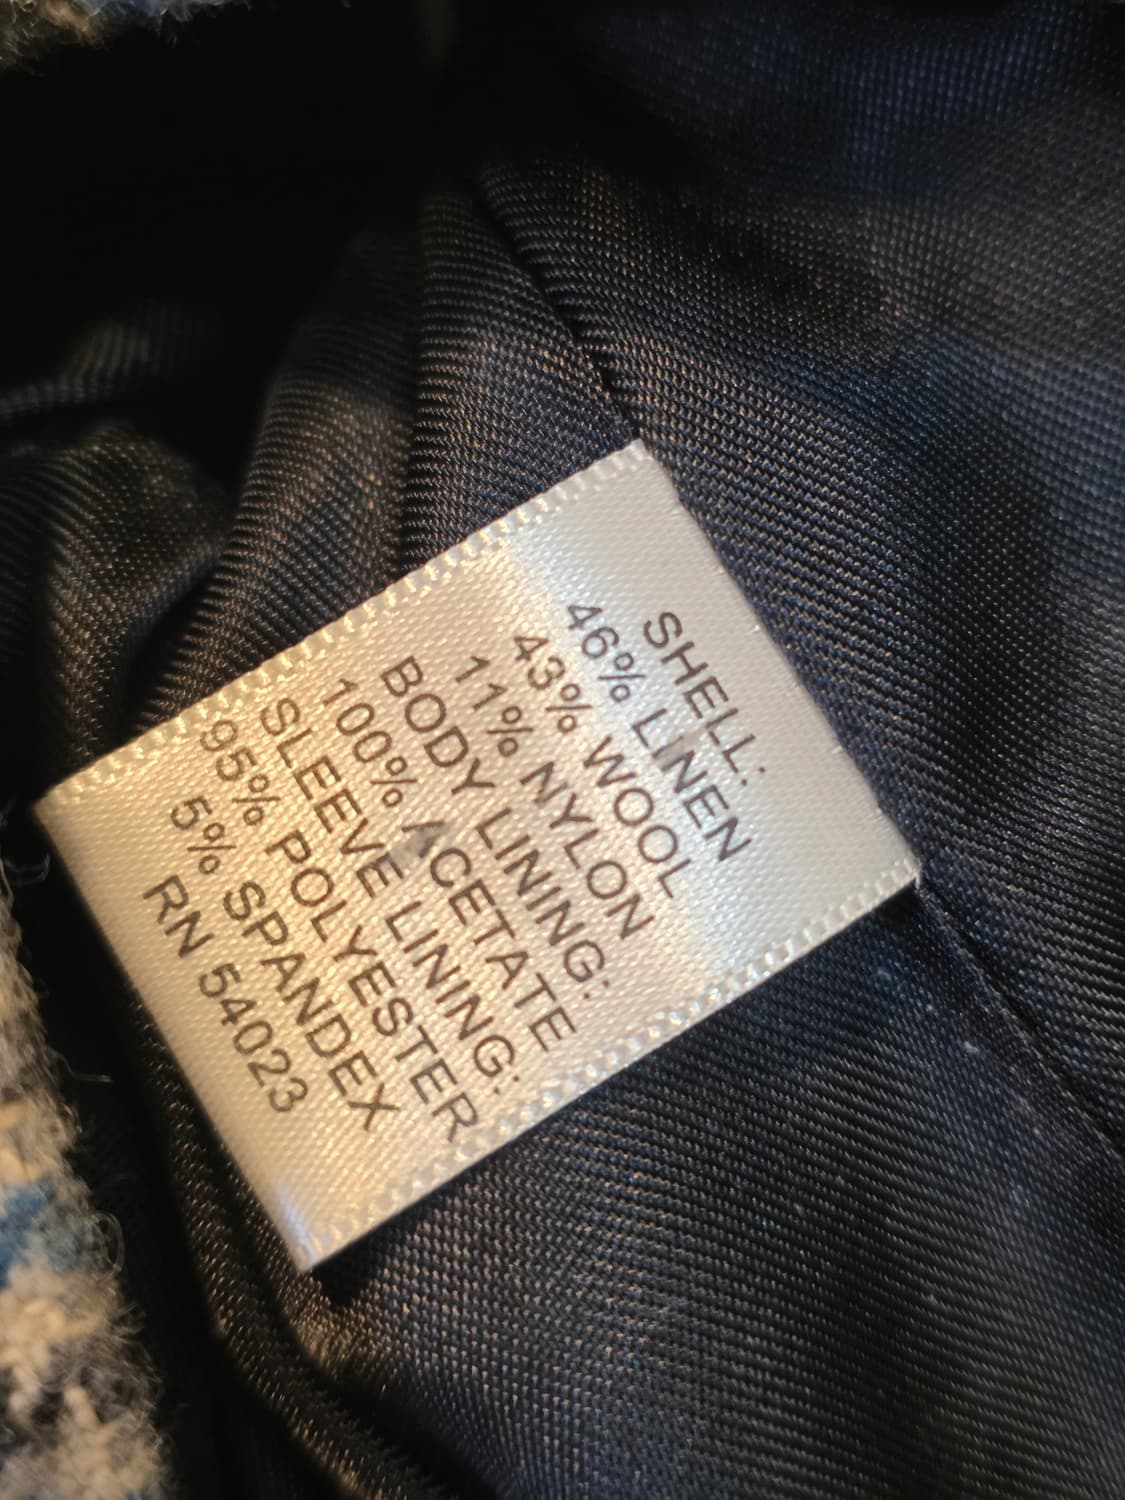 SHELL:
46% LINEN
43% WOOL
11% NYLON
BODY LINING:
100% ACETATE
SLEEVE LINING:
95% POLYESTER
5% SPANDEX
RN 54023